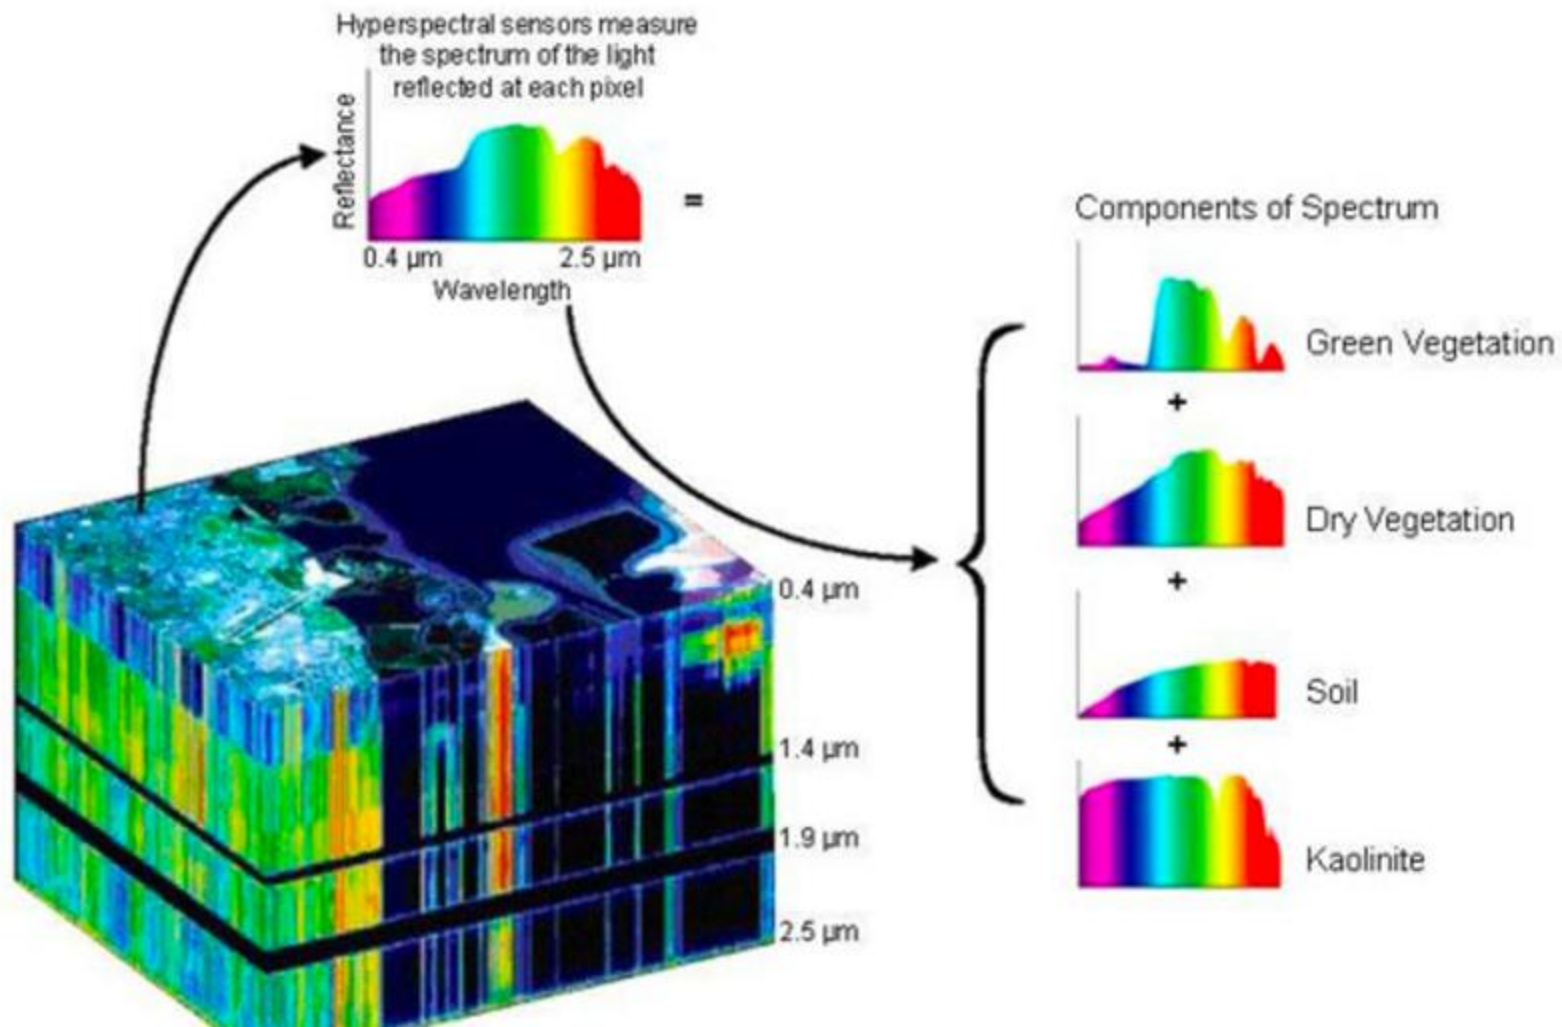 Hyperspectral sensors measure
the spectrum of the light
reflected at each pixel
Reflectance
0.4 µm 2.5 µm
Wavelength
=
Components of Spectrum
Green Vegetation
+
Dry Vegetation
+
Soil
+
Kaolinite
0.4 µm
1.4 µm
1.9 µm
2.5 µm